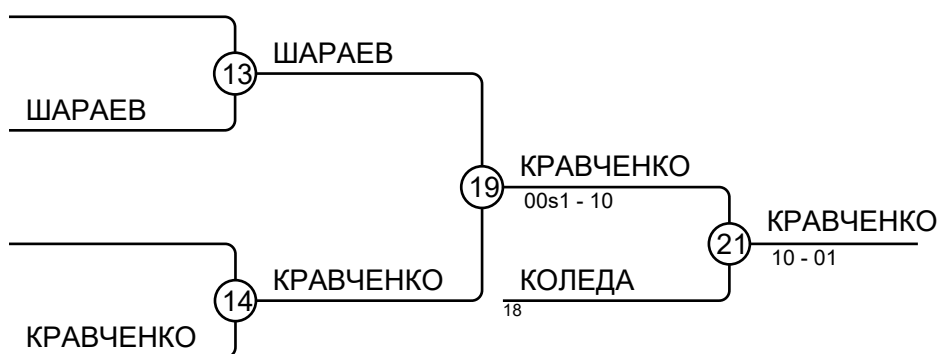 ШАРАЕВ
13
ШАРАЕВ
КРАВЧЕНКО
19
00s1 - 10
КРАВЧЕНКО
21
10 - 01
КРАВЧЕНКО
14
КОЛЕДА
18
КРАВЧЕНКО